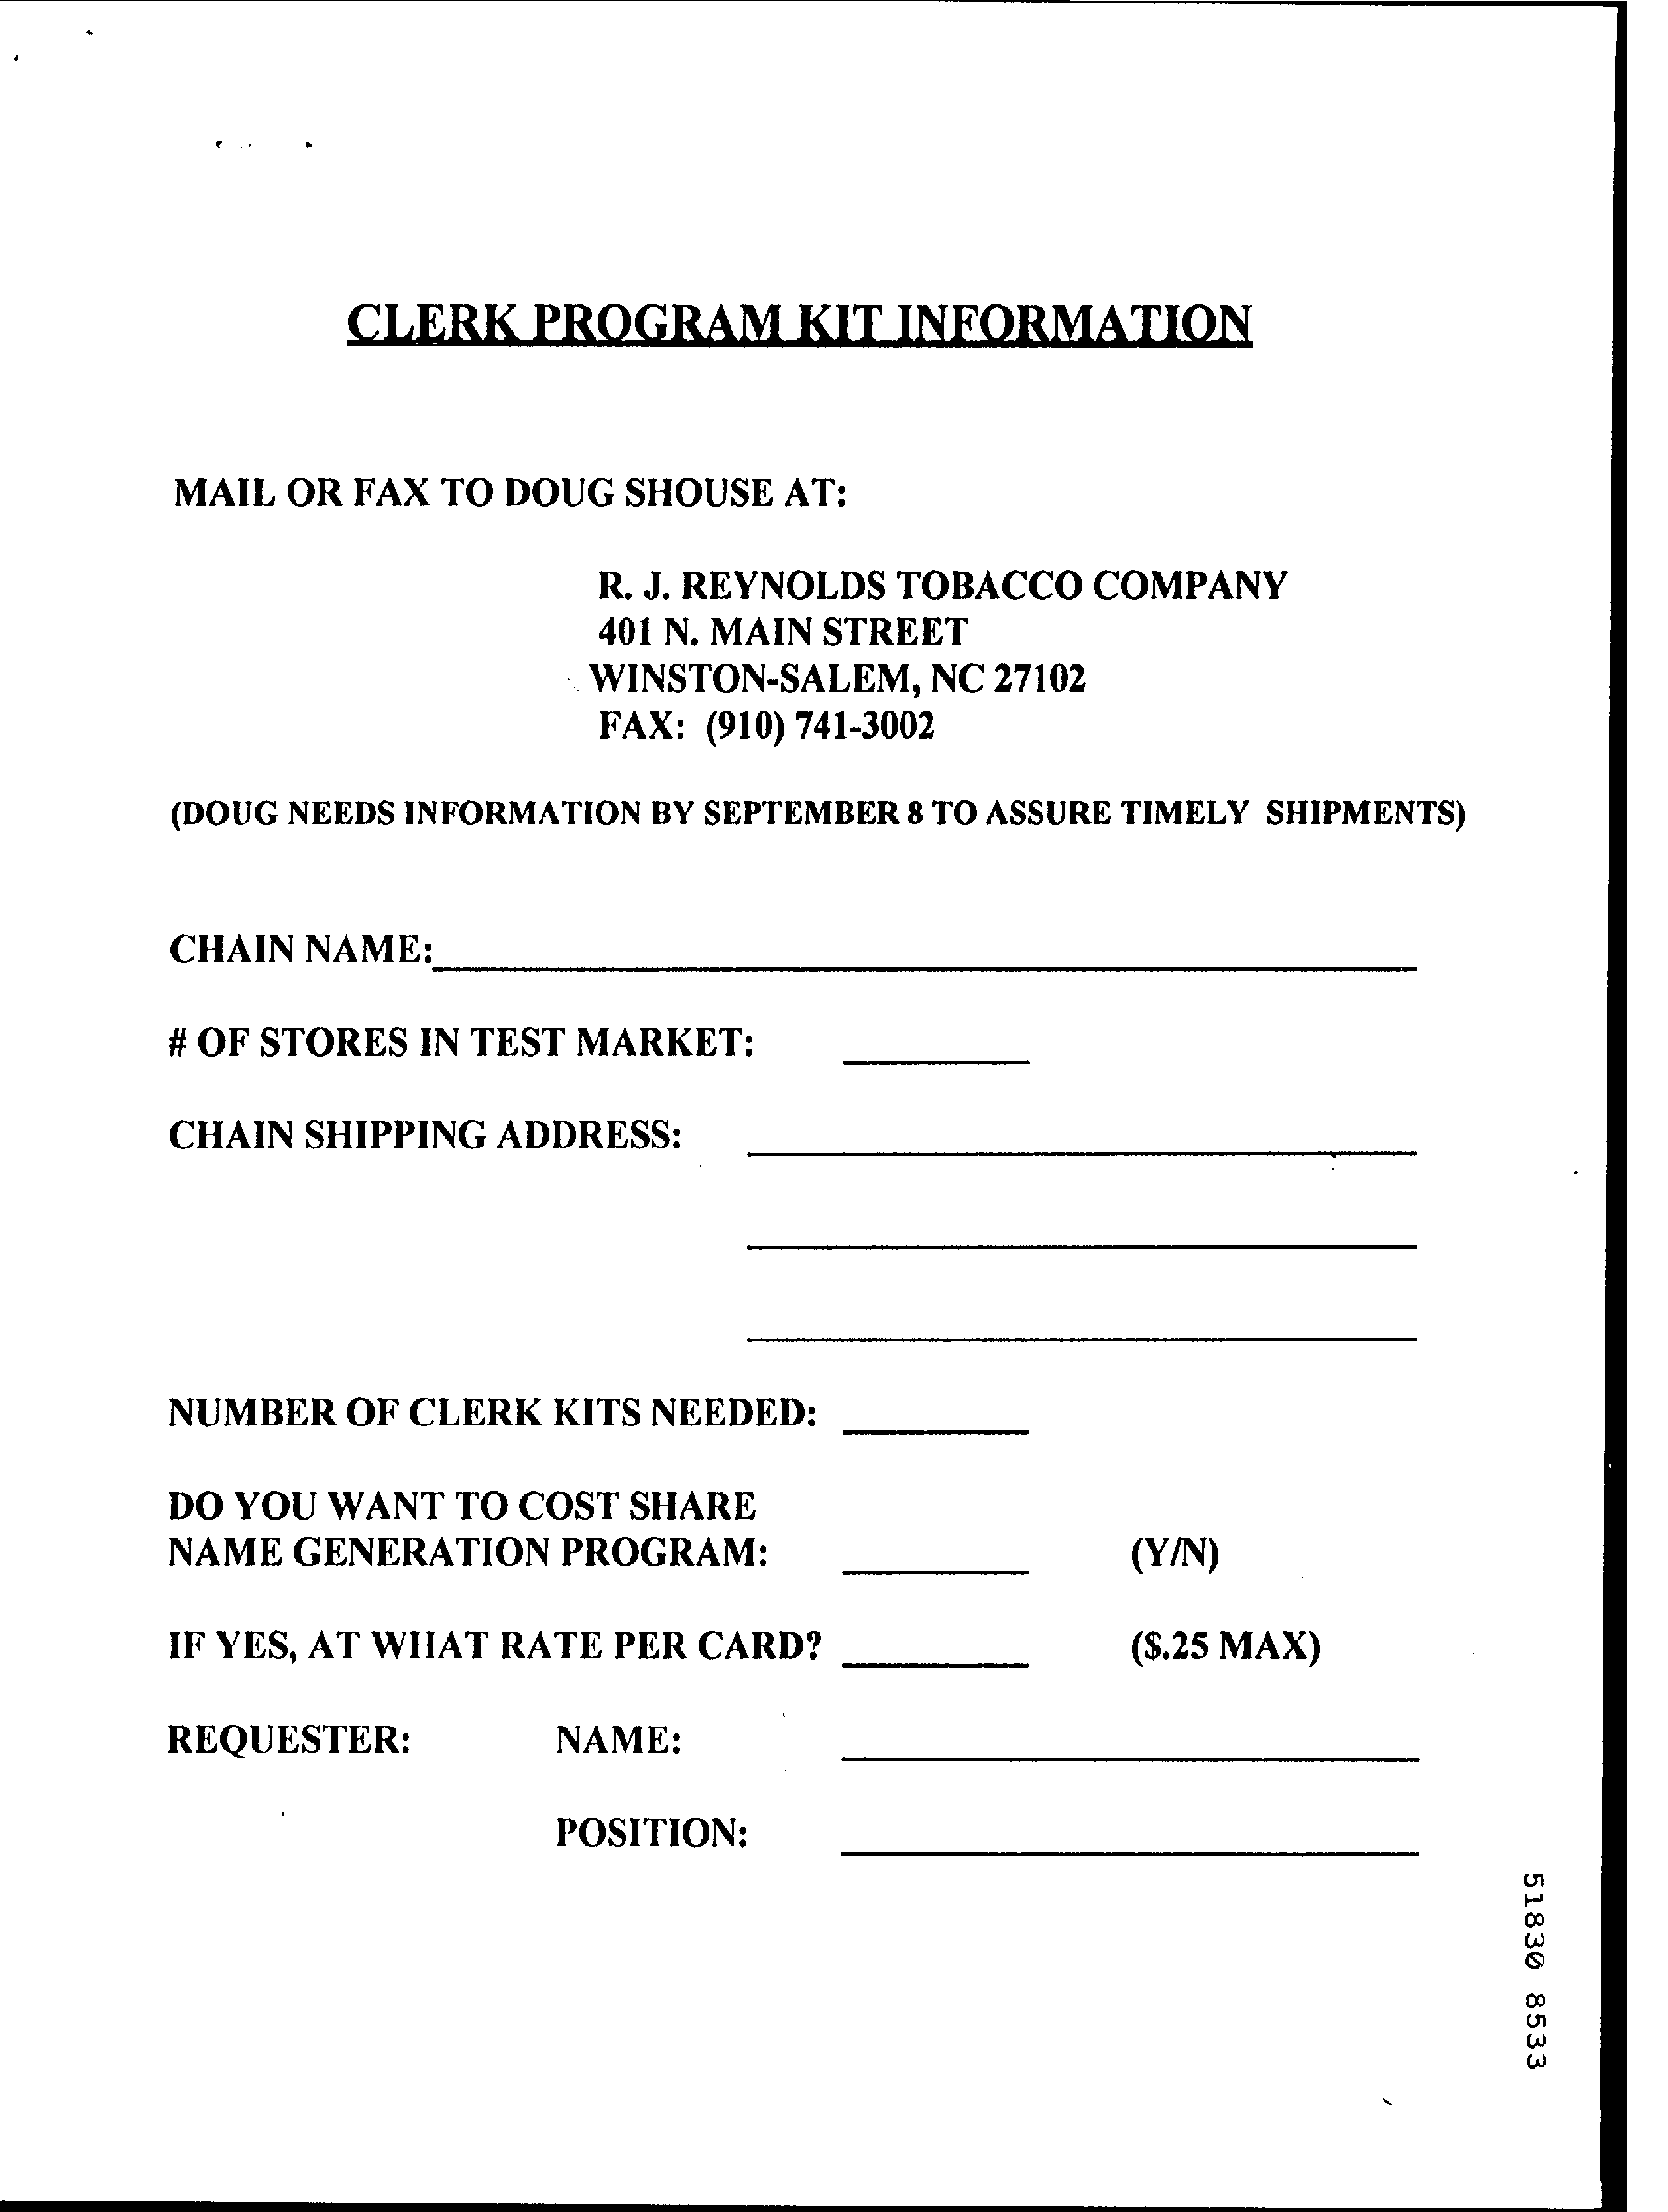 CLERK PROGRAM KIT INFORMATION
MAIL OR FAX TO DOUG SHOUSE AT:
R. J. REYNOLDS TOBACCO COMPANY
401 N. MAIN STREET
WINSTON-SALEM, NC 27102
FAX: (910) 741-3002
(DOUG NEEDS INFORMATION BY SEPTEMBER 8 TO ASSURE TIMELY SHIPMENTS)
CHAIN NAME:
# OF STORES IN TEST MARKET:
CHAIN SHIPPING ADDRESS:
NUMBER OF CLERK KITS NEEDED:
DO YOU WANT TO COST SHARE
NAME GENERATION PROGRAM: (Y/N)
IF YES, AT WHAT RATE PER CARD? ($.25 MAX)
REQUESTER: NAME:
POSITION:
51830 8533